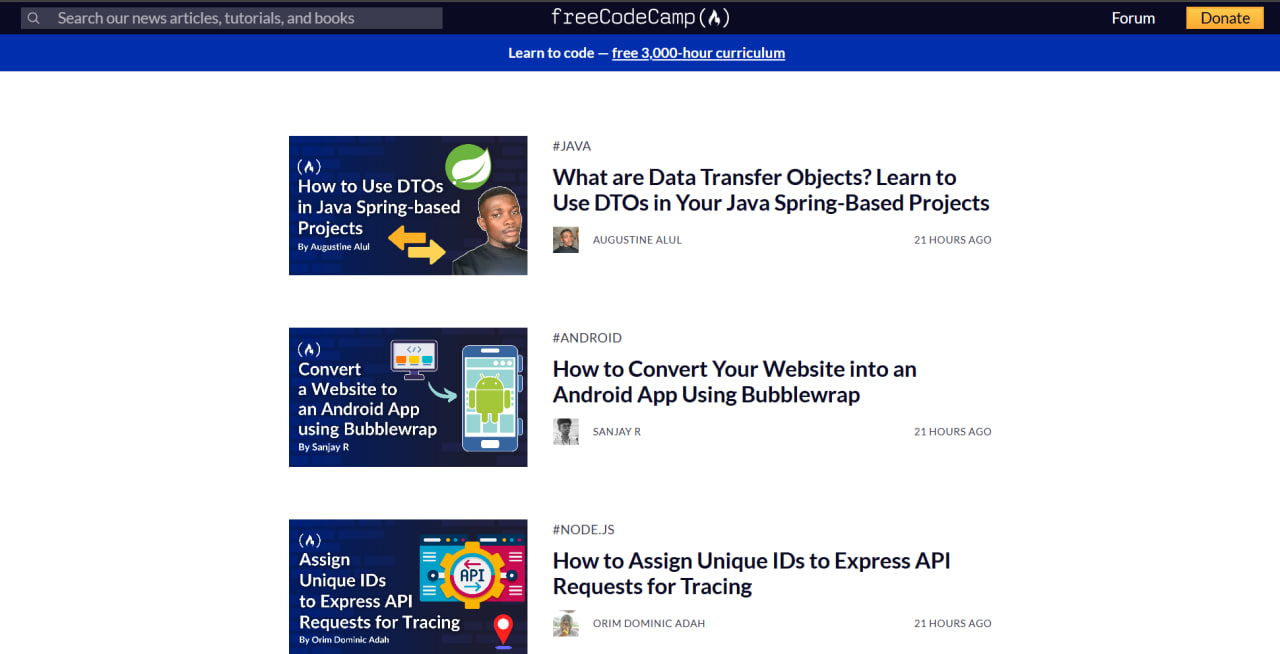 Search our news articles, tutorials, and books
freeCodeCamp(🔥)
Forum
Donate
Learn to code — free 3,000-hour curriculum
How to Use DTOs
in Java Spring-based
Projects
By Augustine Alul
#JAVA
What are Data Transfer Objects? Learn to
Use DTOs in Your Java Spring-Based Projects
AUGUSTINE ALUL
21 HOURS AGO
Convert
a Website to
an Android App
using Bubblewrap
By Sanjay R
</>
#ANDROID
How to Convert Your Website into an
Android App Using Bubblewrap
SANJAY R
21 HOURS AGO
Assign
Unique IDs
to Express API
Requests for Tracing
By Orim Dominic Adah
API
#NODE.JS
How to Assign Unique IDs to Express API
Requests for Tracing
ORIM DOMINIC ADAH
21 HOURS AGO